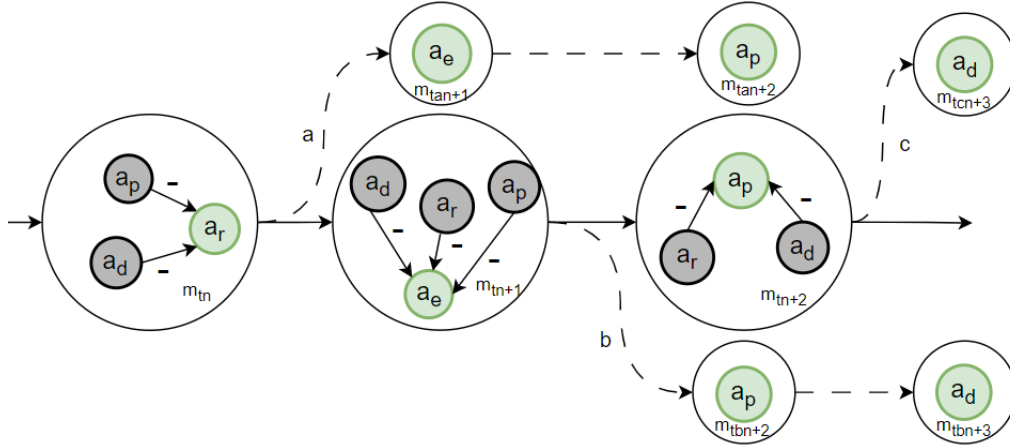 a_e
m_tan+1
a_p
m_tan+2
a_d
m_tcn+3
a
c
a_p
a_r
a_d
m_tn
a_d
a_r
a_p
a_e
m_tn+1
a_p
a_r
a_d
m_tn+2
-
-
-
-
-
-
-
b
a_p
m_tbn+2
a_d
m_tbn+3